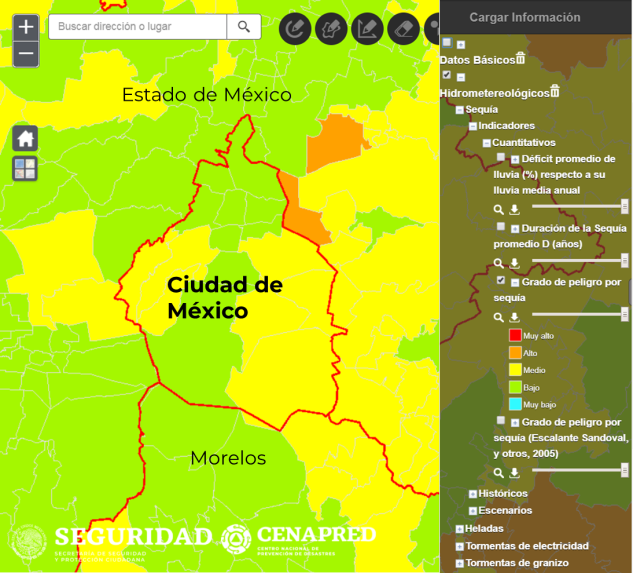 Buscar dirección o lugar
Estado de México
Ciudad de
México
Morelos
SEGURIDAD
SECRETARÍA DE SEGURIDAD
Y PROTECCIÓN CIUDADANA
CENAPRED
CENTRO NACIONAL DE
PREVENCIÓN DE DESASTRES
Cargar Información
Datos Básicos
Hidrometereológicos
Sequía
Indicadores
Cuantitativos
Déficit promedio de
lluvia (%) respecto a su
lluvia media anual
Duración de la Sequía
promedio D (años)
Grado de peligro por
sequía
Muy alto
Alto
Medio
Bajo
Muy bajo
Grado de peligro por
sequía (Escalante Sandoval,
y otros, 2005)
Históricos
Escenarios
Heladas
Tormentas de electricidad
Tormentas de granizo